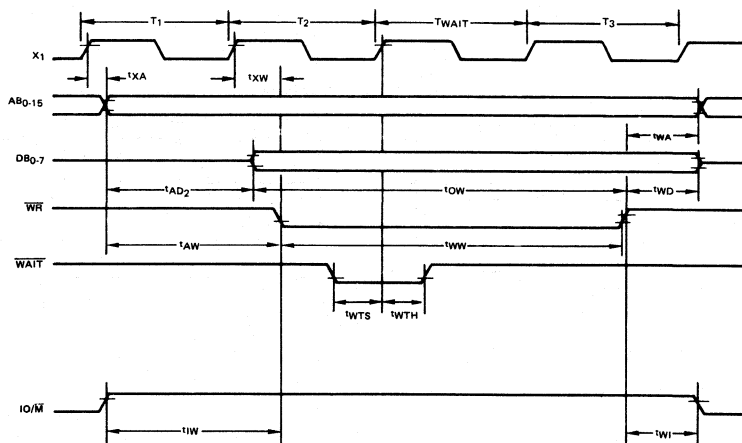 T1 T2 TWAIT T3
X1
tXA tXW
AB0-15
tWA
DB0-7
tAD2 tOW tWD
WR
tAW tWW
WAIT
tWTS tWTH
IO/M
tIW tWI